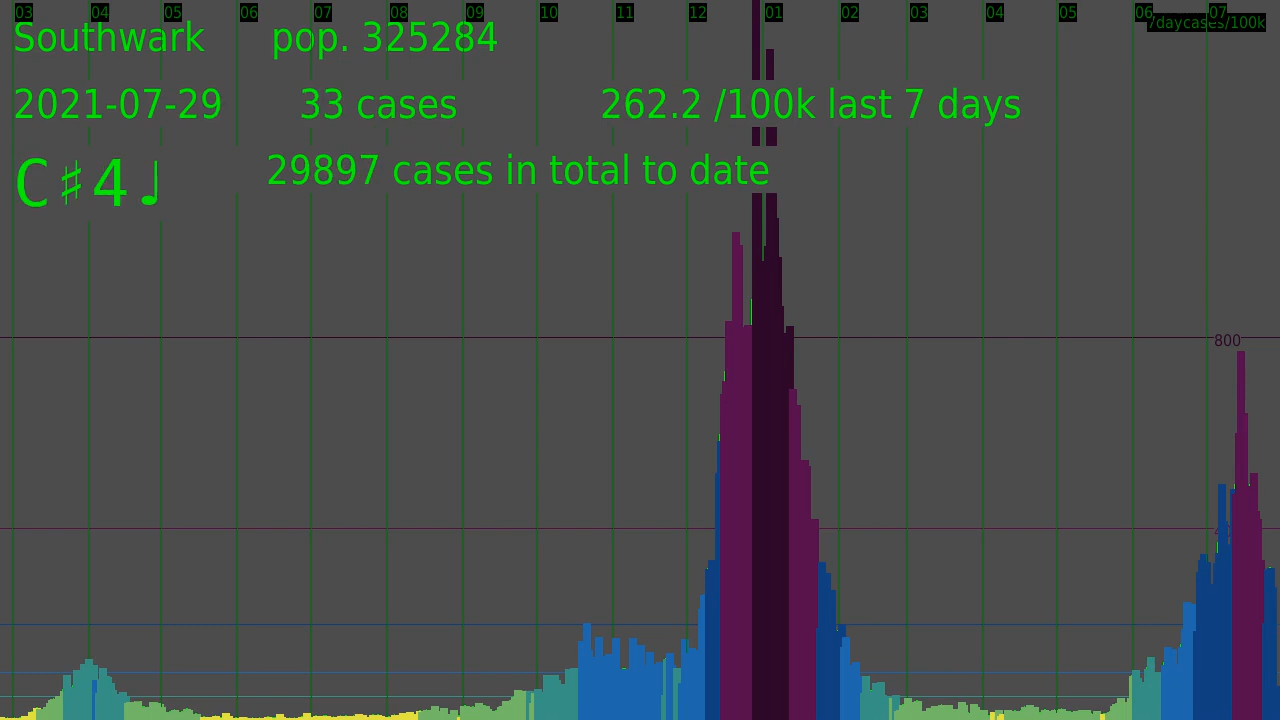 03 04 05 06 07 08 09 10 11 12 01 02 03 04 05 06 07
/daycases/100k
Southwark pop. 325284
2021-07-29 33 cases 262.2 /100k last 7 days
C♯4♩ 29897 cases in total to date
800